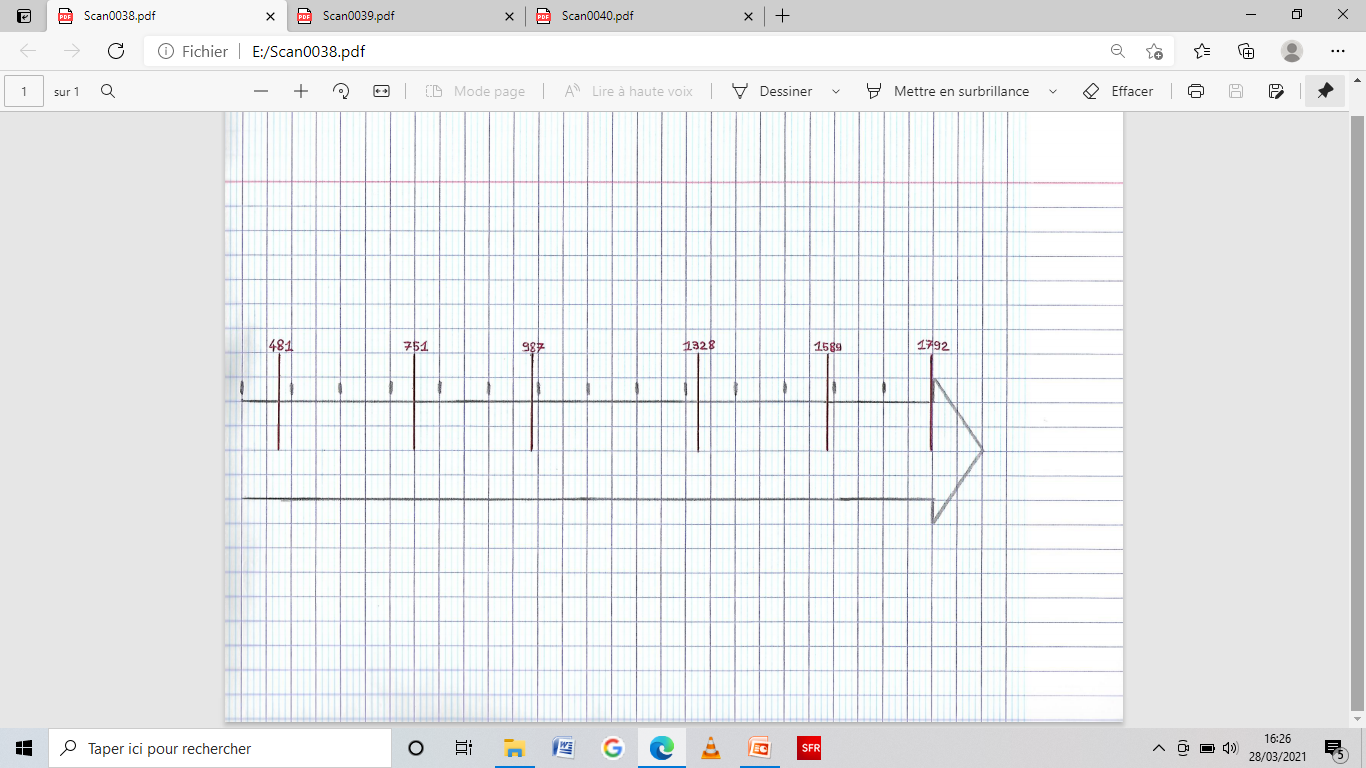 Scan0038.pdf
Scan0039.pdf
Scan0040.pdf
Fichier
E:/Scan0038.pdf
1 sur 1
Mode page
Lire à haute voix
Dessiner
Mettre en surbrillance
Effacer
481 751 987 1328 1589 1792
Taper ici pour rechercher
SFR
16:26
28/03/2021
5